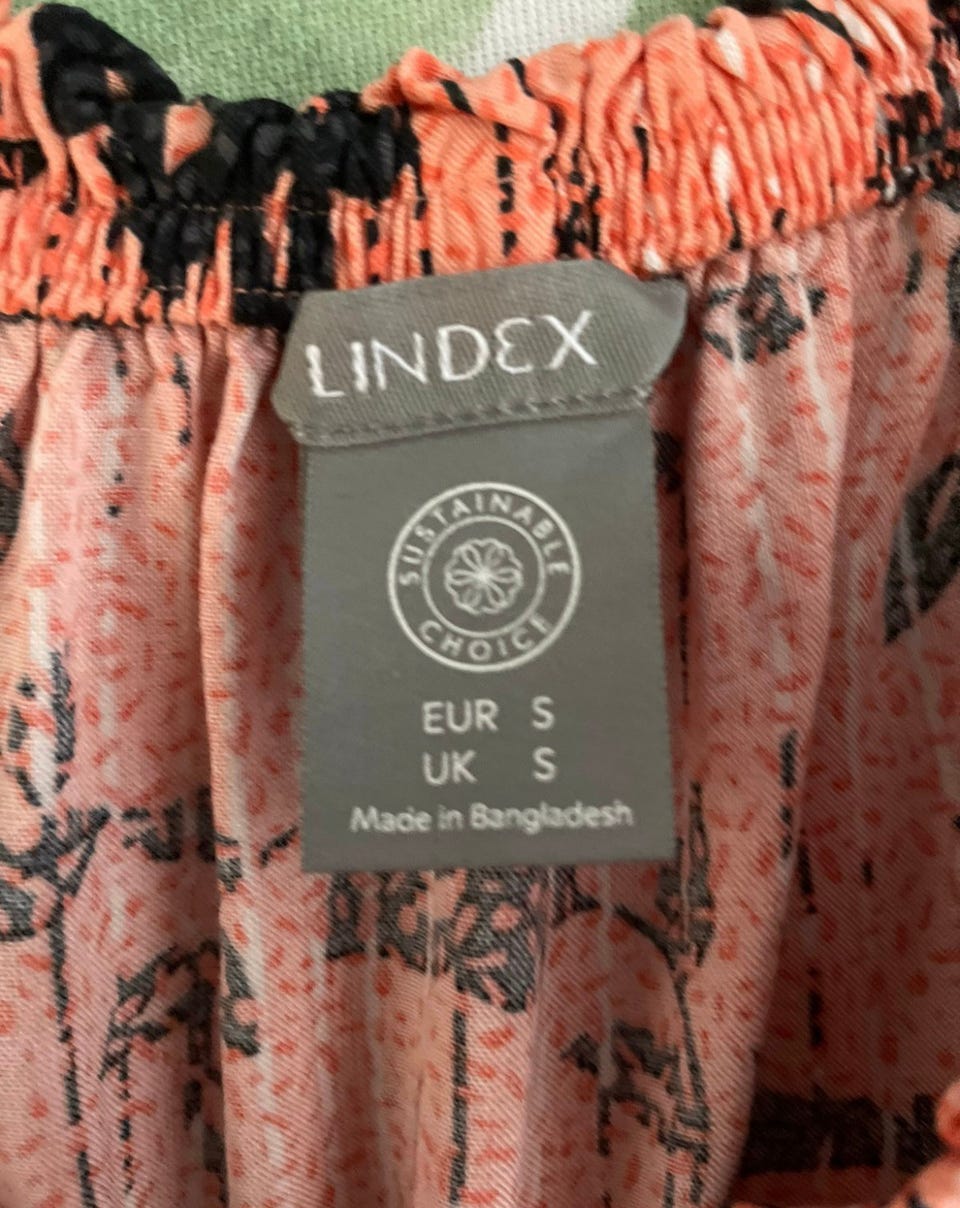 LINDEX
SUSTAINABLE
CHOICE
EUR S
UK S
Made in Bangladesh